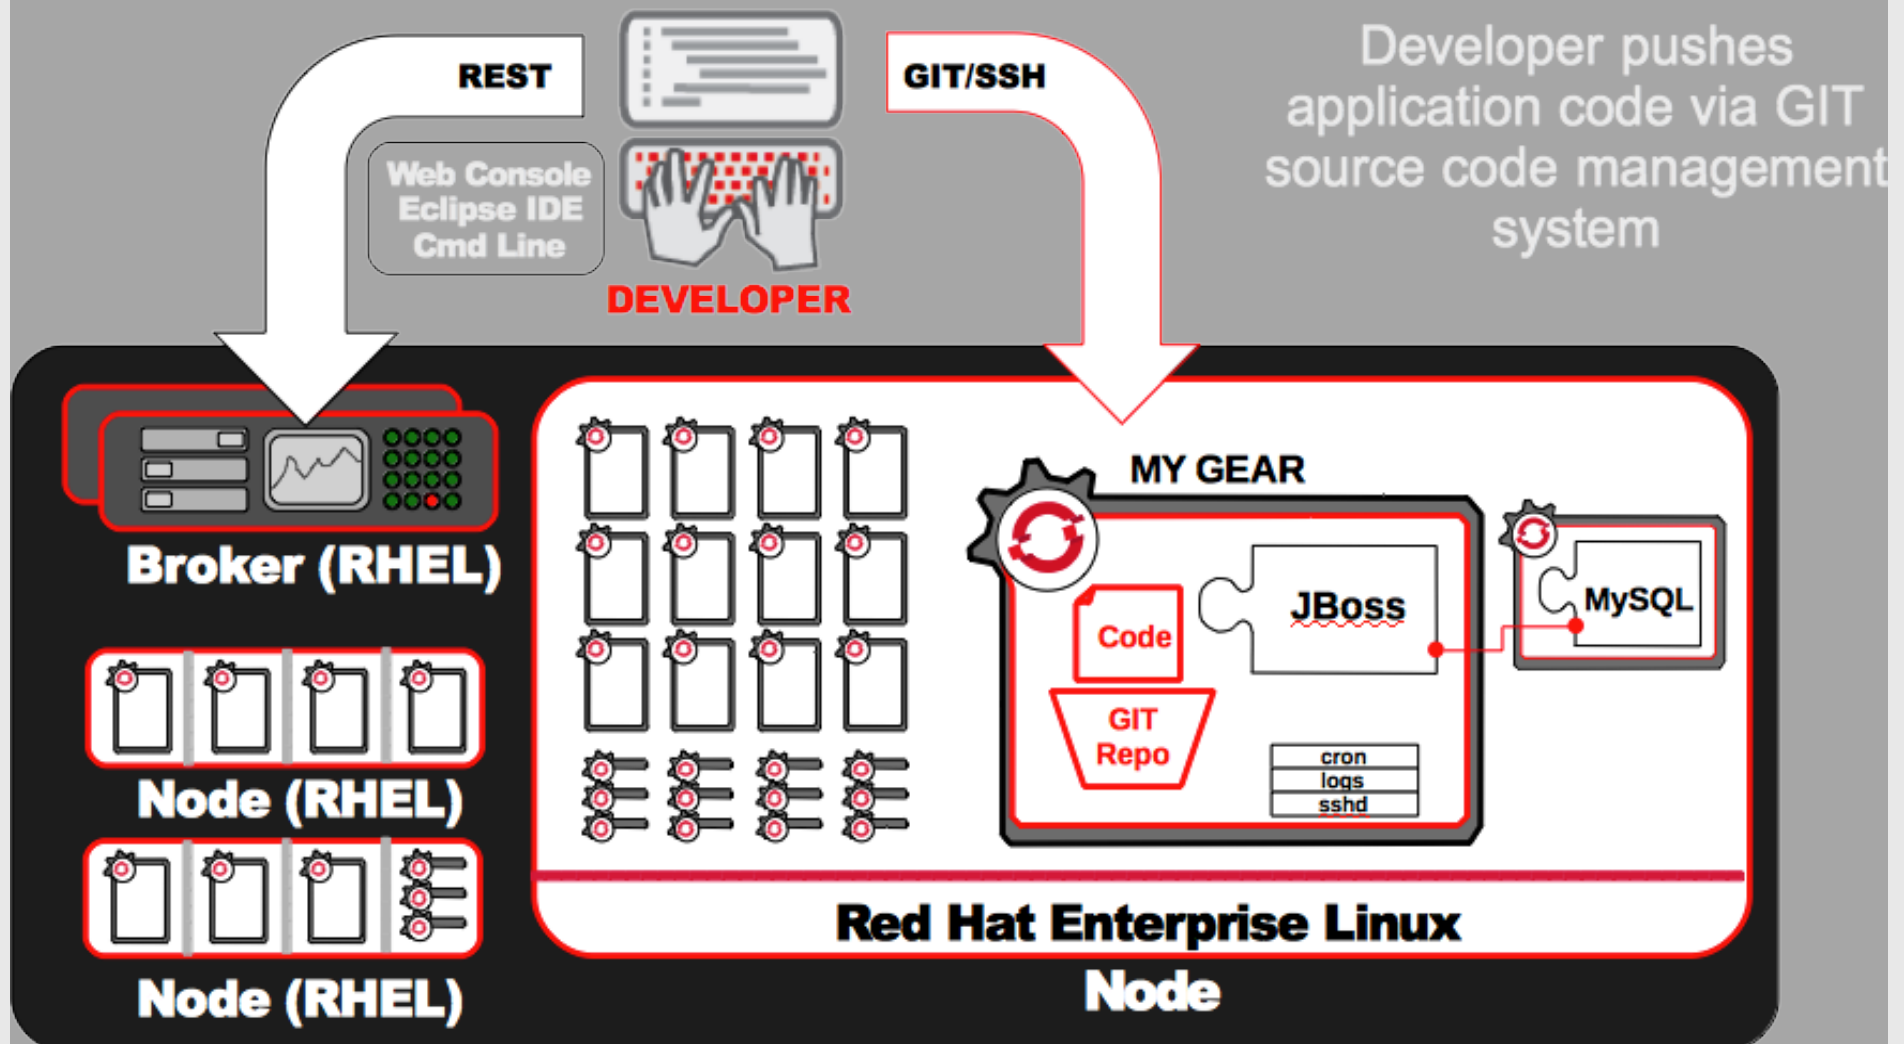 REST
GIT/SSH
Developer pushes
application code via GIT
source code management
system
Web Console
Eclipse IDE
Cmd Line
DEVELOPER
Broker (RHEL)
Node (RHEL)
Node (RHEL)
MY GEAR
JBoss
MySQL
Code
GIT
Repo
cron
logs
sshd
Red Hat Enterprise Linux
Node